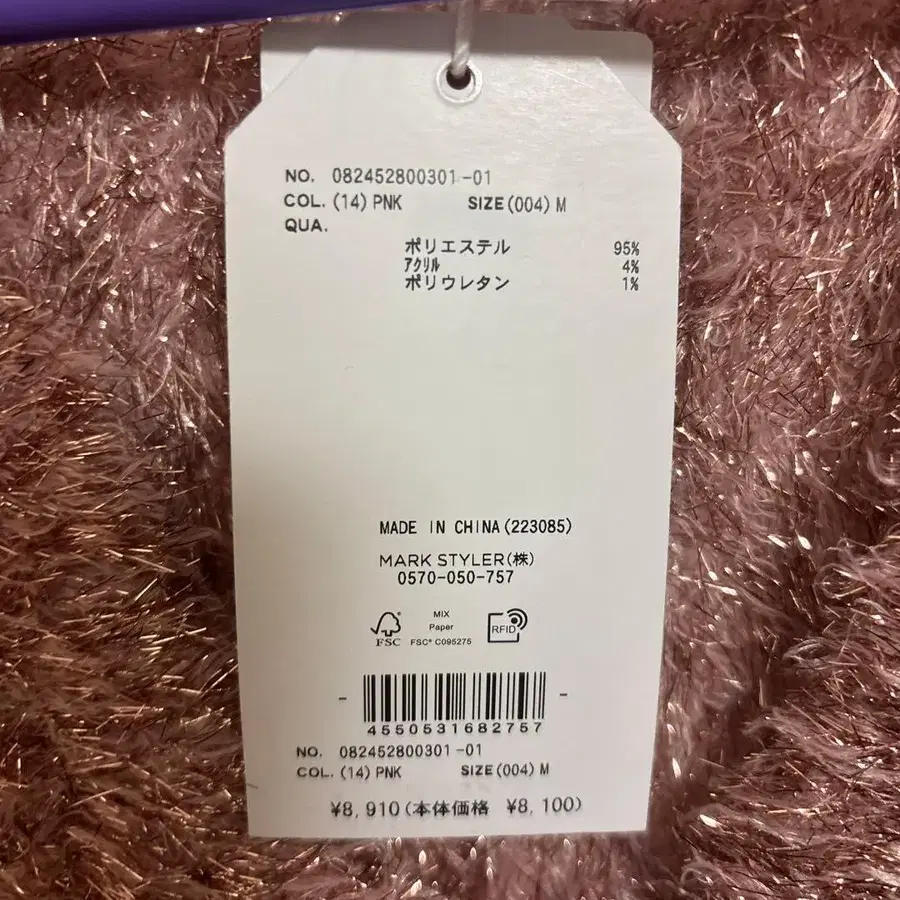 NO. 082452800301-01
COL. (14) PNK SIZE (004) M
QUA.
ポリエステル 95%
アクリル 4%
ポリウレタン 1%
MADE IN CHINA (223085)
MARK STYLER(株)
0570-050-757
FSC
MIX
Paper
FSC® C095275
RFID
4550531682757
NO. 082452800301-01
COL. (14) PNK SIZE (004) M
¥8,910(本体価格 ¥8,100)